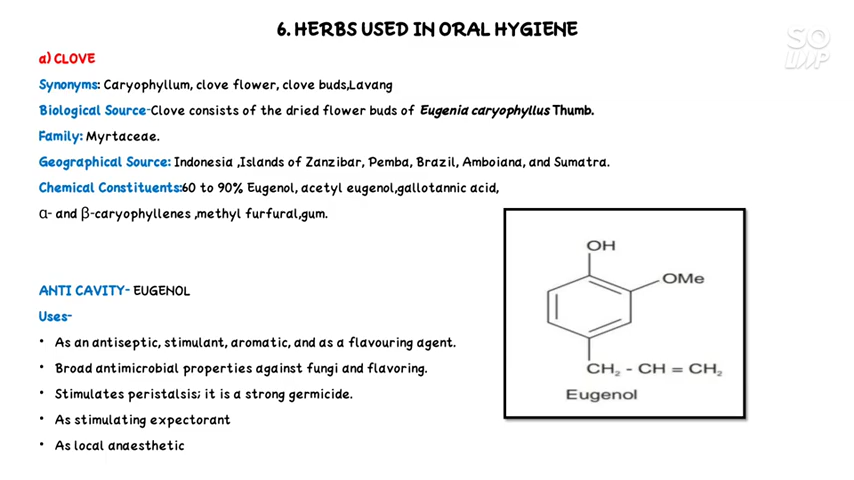 6. HERBS USED IN ORAL HYGIENE
a) CLOVE
Synonyms: Caryophyllum, clove flower, clove buds,Lavang
Biological Source-Clove consists of the dried flower buds of Eugenia caryophyllus Thumb.
Family: Myrtaceae.
Geographical Source: Indonesia ,Islands of Zanzibar, Pemba, Brazil, Amboiana, and Sumatra.
Chemical Constituents:60 to 90% Eugenol, acetyl eugenol,gallotannic acid,
α- and β-caryophyllenes ,methyl furfural,gum.
ANTI CAVITY- EUGENOL
Uses-
• As an antiseptic, stimulant, aromatic, and as a flavouring agent.
• Broad antimicrobial properties against fungi and flavoring.
• Stimulates peristalsis; it is a strong germicide.
• As stimulating expectorant
• As local anaesthetic
OH
OMe
CH₂ - CH = CH₂
Eugenol